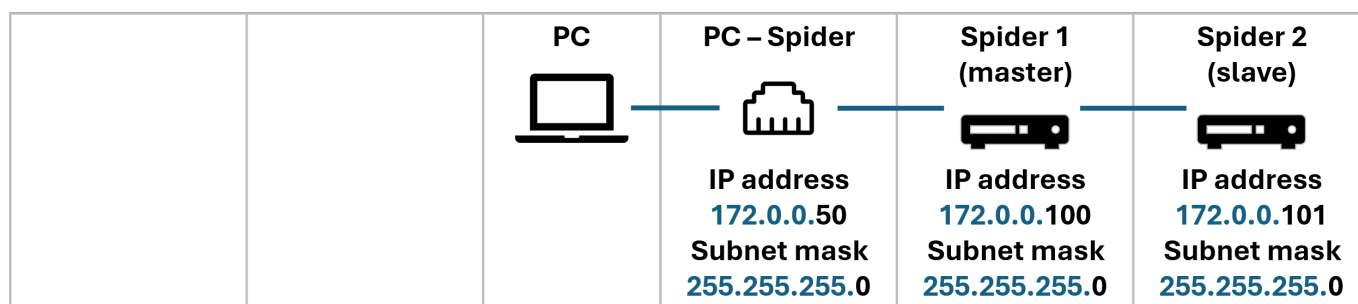 PC
PC – Spider
Spider 1
(master)
Spider 2
(slave)
IP address
172.0.0.50
Subnet mask
255.255.255.0
IP address
172.0.0.100
Subnet mask
255.255.255.0
IP address
172.0.0.101
Subnet mask
255.255.255.0